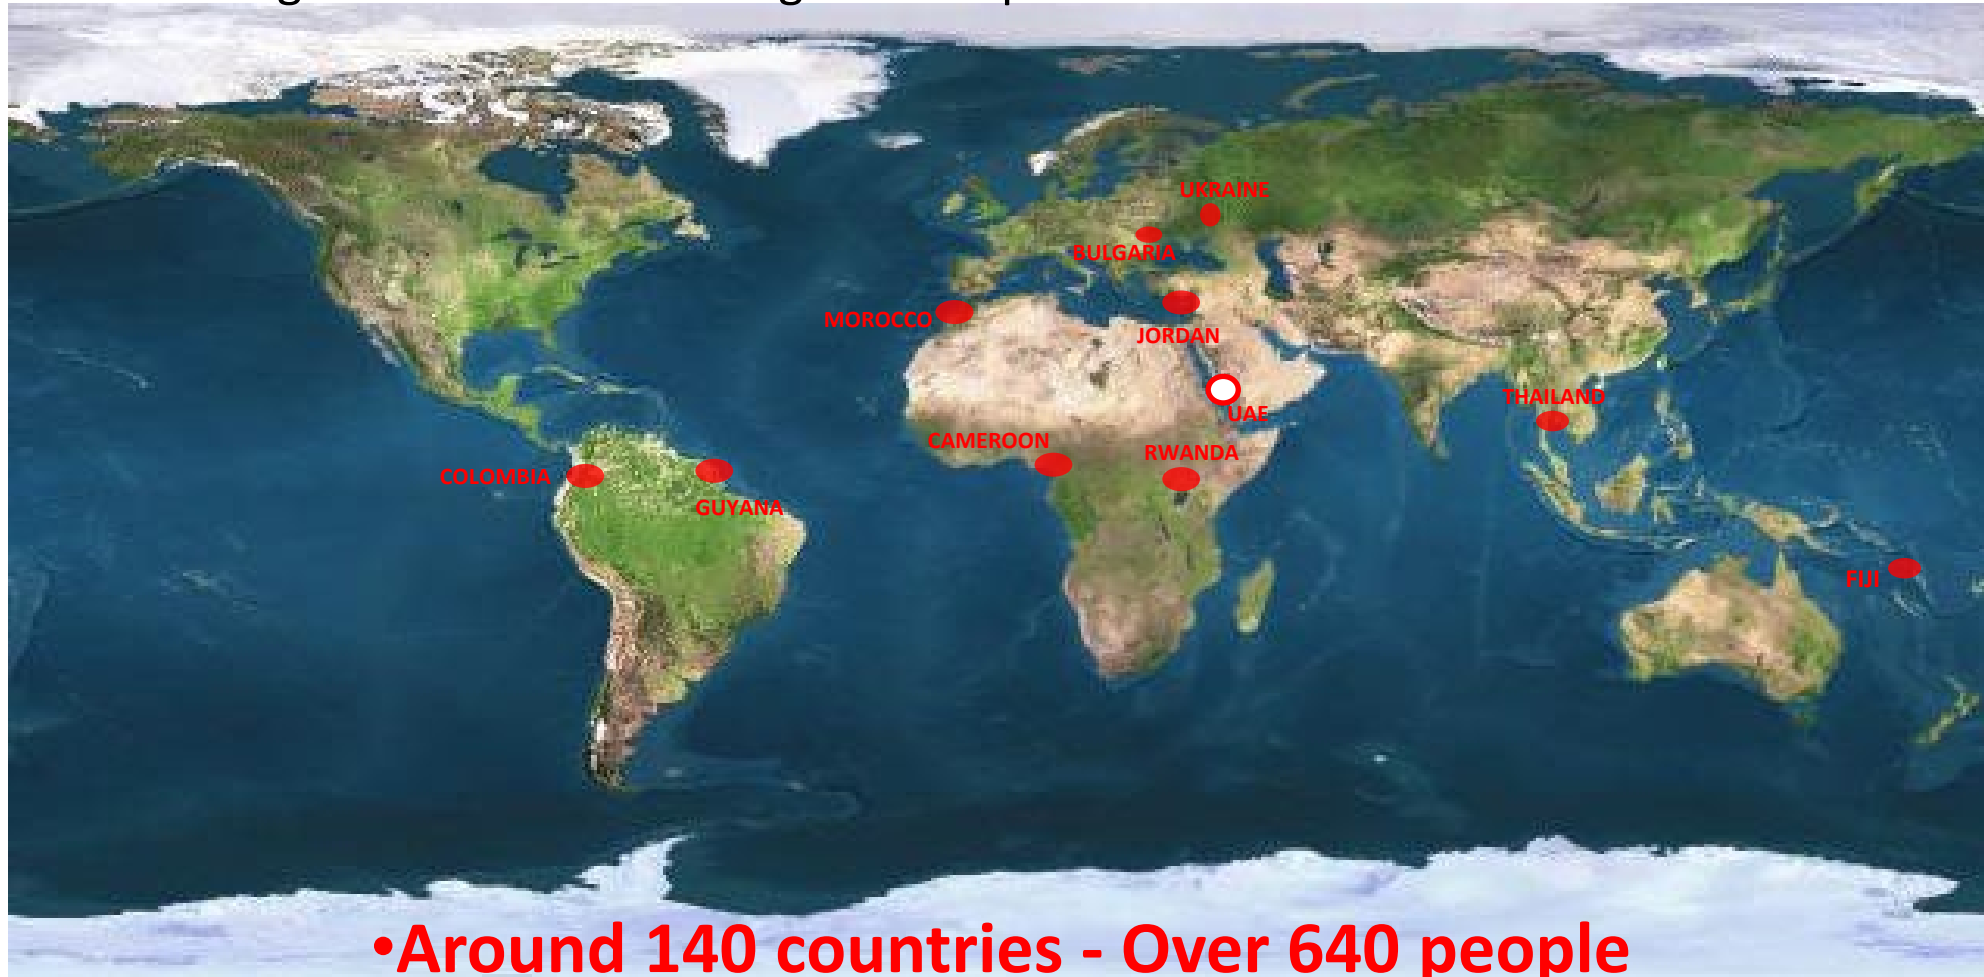 UKRAINE
BULGARIA
MOROCCO
JORDAN
THAILAND
UAE
CAMEROON
RWANDA
COLOMBIA
GUYANA
FIJI
•Around 140 countries - Over 640 people